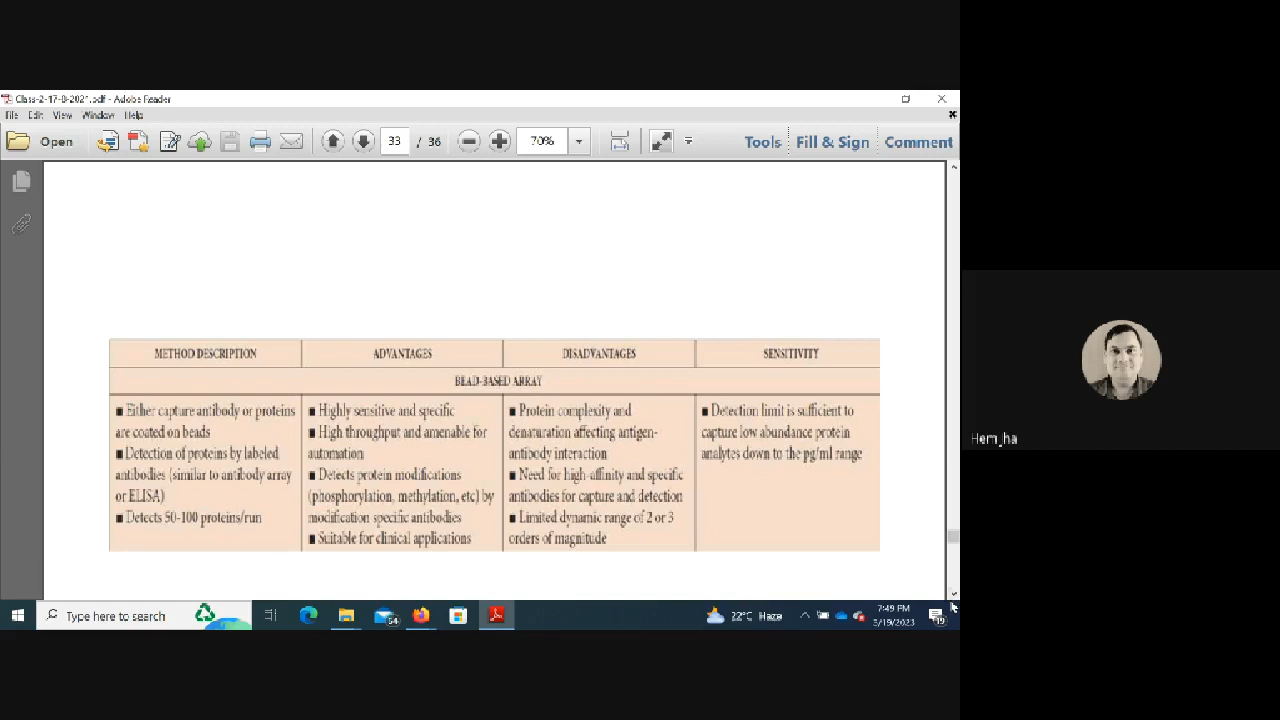 Class-2-17-8-2021.pdf - Adobe Reader
File Edit View Window Help
Open 33 / 36 70% Tools Fill & Sign Comment
METHOD DESCRIPTION ADVANTAGES DISADVANTAGES SENSITIVITY
BEAD-BASED ARRAY
■ Either capture antibody or proteins
are coated on beads
■ Detection of proteins by labeled
antibodies (similar to antibody array
or ELISA)
■ Detects 50-100 proteins/run
■ Highly sensitive and specific
■ High throughput and amenable for
automation
■ Detects protein modifications
(phosphorylation, methylation, etc) by
modification specific antibodies
■ Suitable for clinical applications
■ Protein complexity and
denaturation affecting antigen-
antibody interaction
■ Need for high-affinity and specific
antibodies for capture and detection
■ Limited dynamic range of 2 or 3
orders of magnitude
■ Detection limit is sufficient to
capture low abundance protein
analytes down to the pg/ml range
Hem jha
Type here to search
54
22°C Haze
7:49 PM
3/19/2023
19